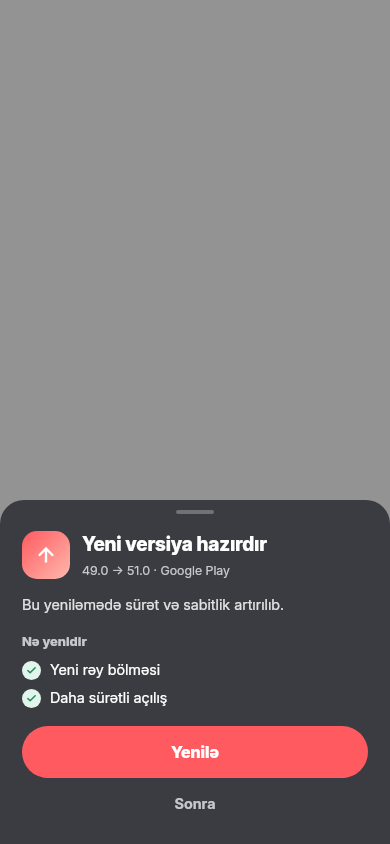 Yeni versiya hazırdır
49.0 → 51.0 · Google Play
Bu yeniləmədə sürət və sabitlik artırılıb.
Nə yenidir
Yeni rəy bölməsi
Daha sürətli açılış
Yenilə
Sonra